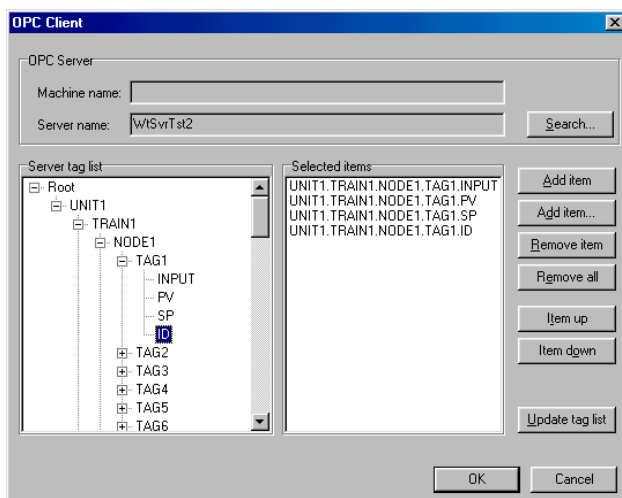 OPC Client
OPC Server
Machine name:
Server name: WtSvrTst2
Search...
Server tag list
Root
UNIT1
TRAIN1
NODE1
TAG1
INPUT
PV
SP
ID
TAG2
TAG3
TAG4
TAG5
TAG6
Selected items
UNIT1.TRAIN1.NODE1.TAG1.INPUT
UNIT1.TRAIN1.NODE1.TAG1.PV
UNIT1.TRAIN1.NODE1.TAG1.SP
UNIT1.TRAIN1.NODE1.TAG1.ID
Add item
Add item...
Remove item
Remove all
Item up
Item down
Update tag list
OK
Cancel